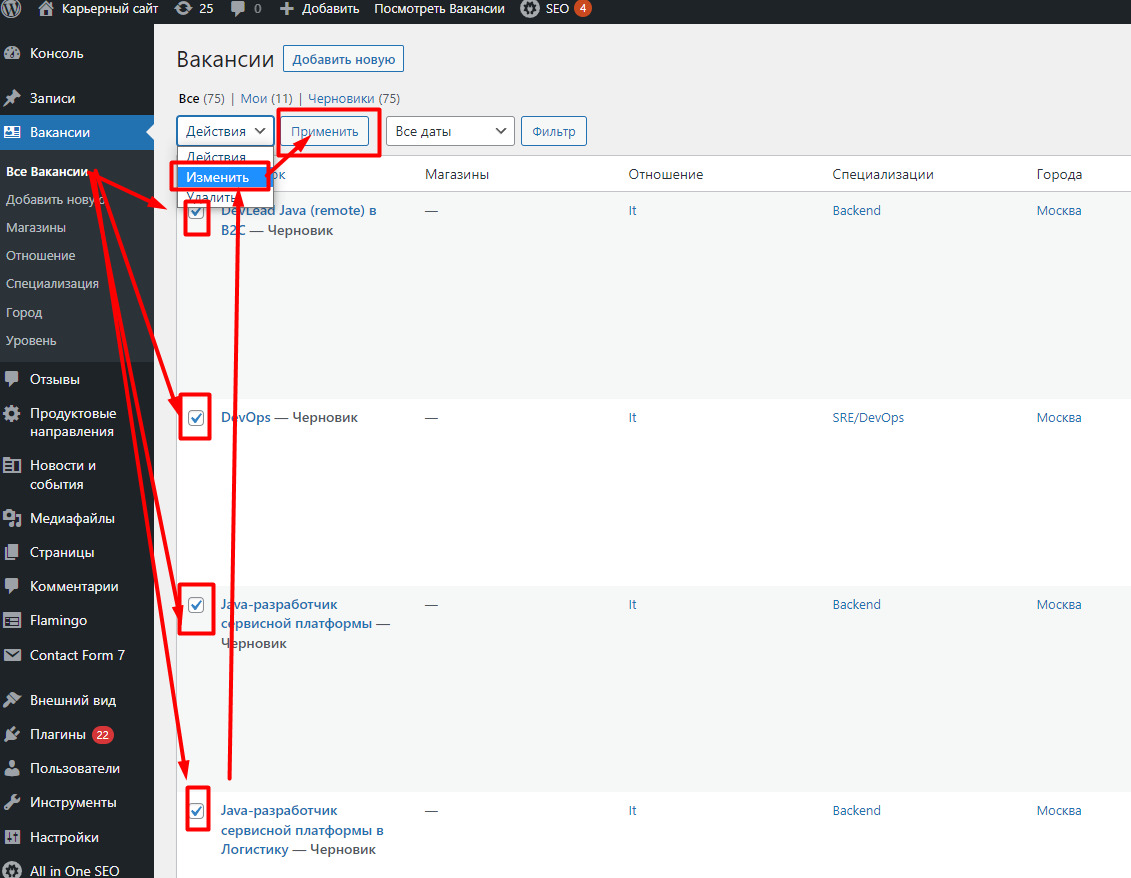 Карьерный сайт 25 0 Добавить Посмотреть Вакансии SEO 4
Консоль
Записи
Вакансии
Все Вакансии
Добавить новую
Магазины
Отношение
Специализация
Город
Уровень
Отзывы
Продуктовые
направления
Новости и
события
Медиафайлы
Страницы
Комментарии
Flamingo
Contact Form 7
Внешний вид
Плагины 22
Пользователи
Инструменты
Настройки
All in One SEO
Вакансии Добавить новую
Все (75) | Мои (11) | Черновики (75)
Действия Применить Все даты Фильтр
Действия
Изменить
Удалить
Магазины Отношение Специализации Города
DevLead Java (remote) в
B2C — Черновик
— It Backend Москва
DevOps — Черновик — It SRE/DevOps Москва
Java-разработчик
сервисной платформы —
Черновик
— It Backend Москва
Java-разработчик
сервисной платформы в
Логистику — Черновик
— It Backend Москва